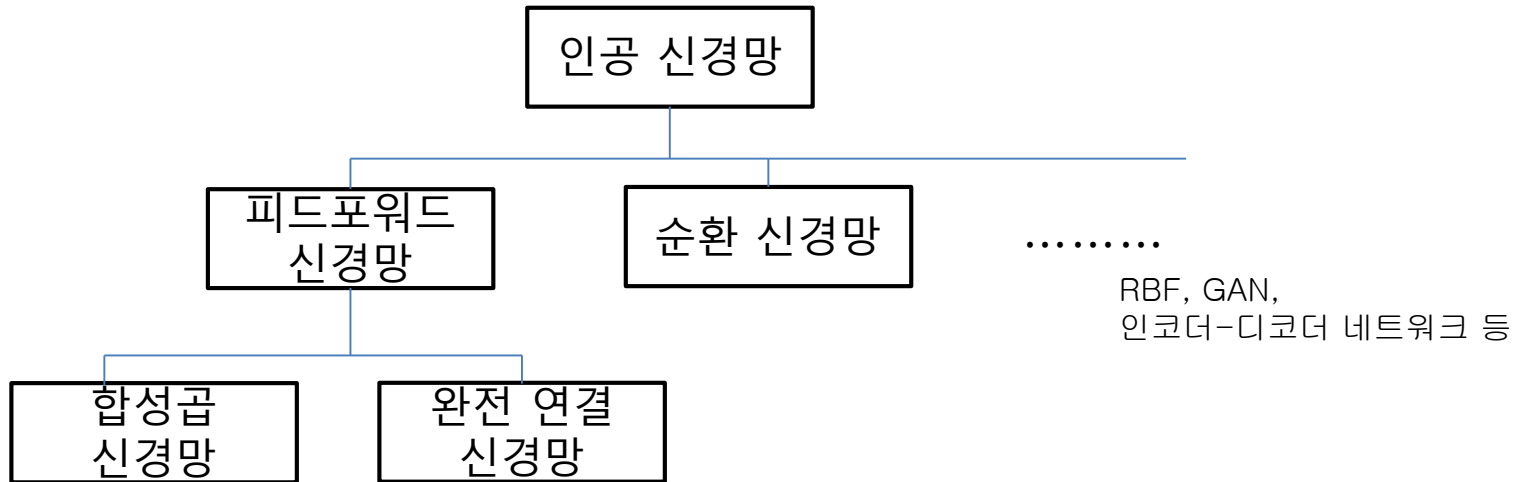 인공 신경망
피드포워드
신경망
순환 신경망
………
RBF, GAN,
인코더-디코더 네트워크 등
합성곱
신경망
완전 연결
신경망